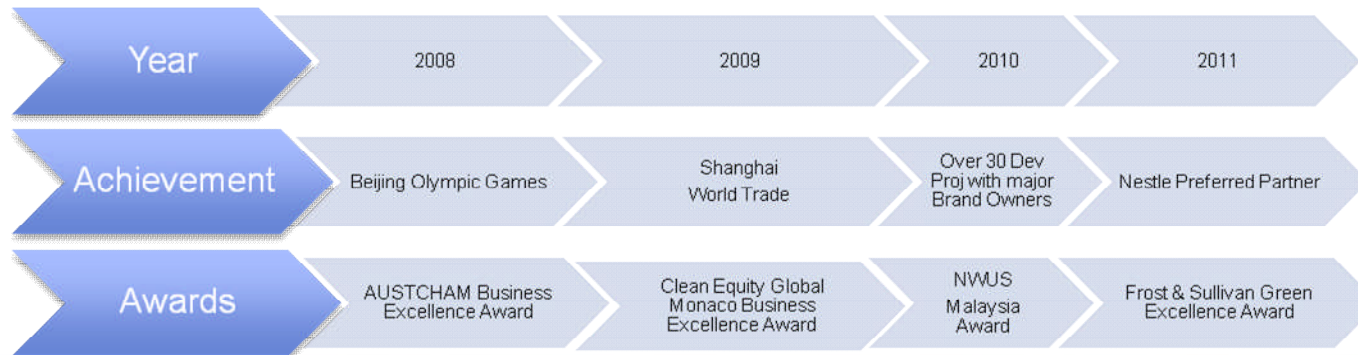 Year
2008
2009
2010
2011
Achievement
Beijing Olympic Games
Shanghai
World Trade
Over 30 Dev
Proj with major
Brand Owners
Nestle Preferred Partner
Awards
AUSTCHAM Business
Excellence Award
Clean Equity Global
Monaco Business
Excellence Award
NWUS
Malaysia
Award
Frost & Sullivan Green
Excellence Award